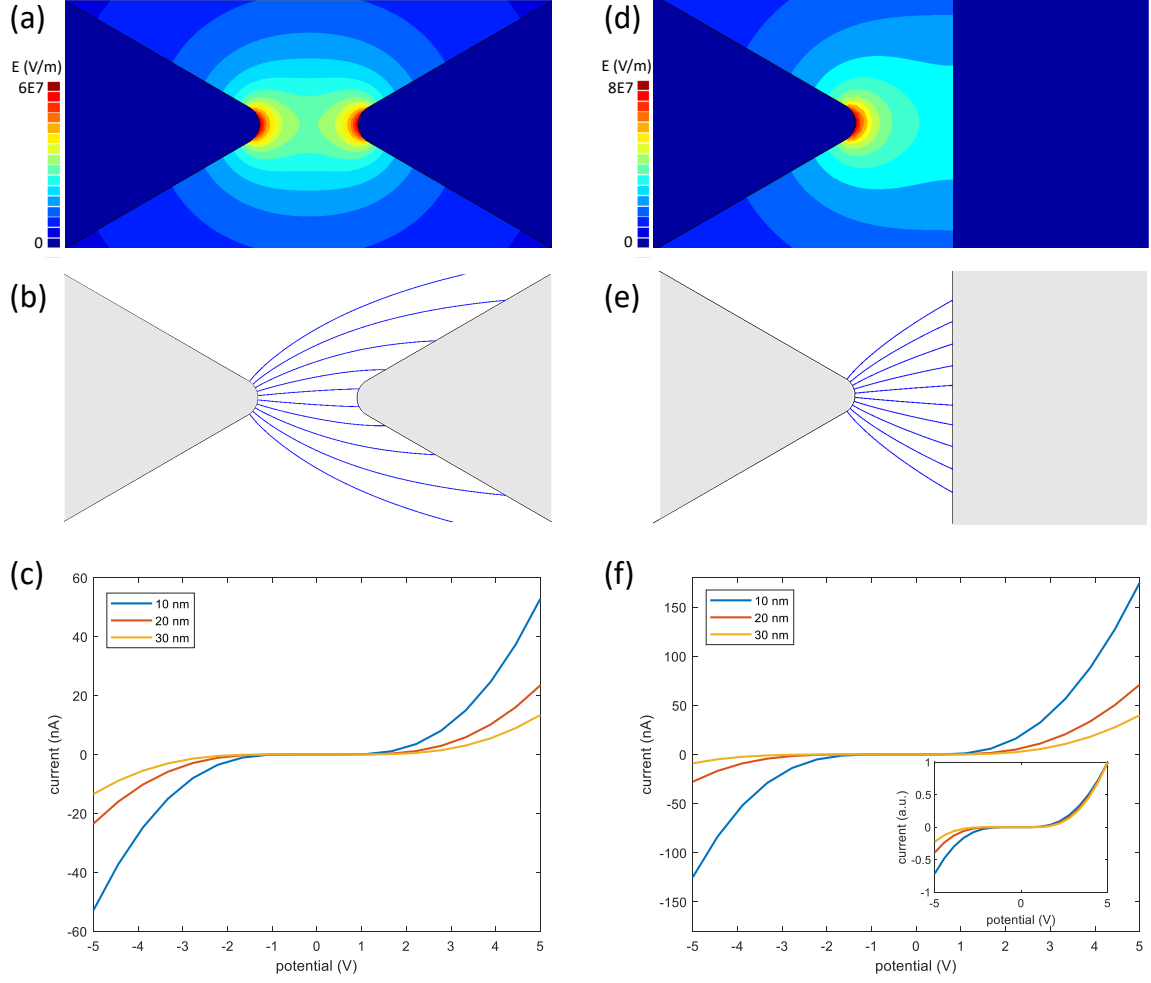 (a)
E (V/m)
6E7
0
(d)
E (V/m)
8E7
0
(b)
(e)
(c)
60
40
20
0
-20
-40
-60
-5 -4 -3 -2 -1 0 1 2 3 4 5
current (nA)
potential (V)
10 nm
20 nm
30 nm
(f)
150
100
50
0
-50
-100
-150
-5 -4 -3 -2 -1 0 1 2 3 4 5
current (nA)
potential (V)
10 nm
20 nm
30 nm
1
0.5
0
-0.5
-1
-5 0 5
current (a.u.)
potential (V)